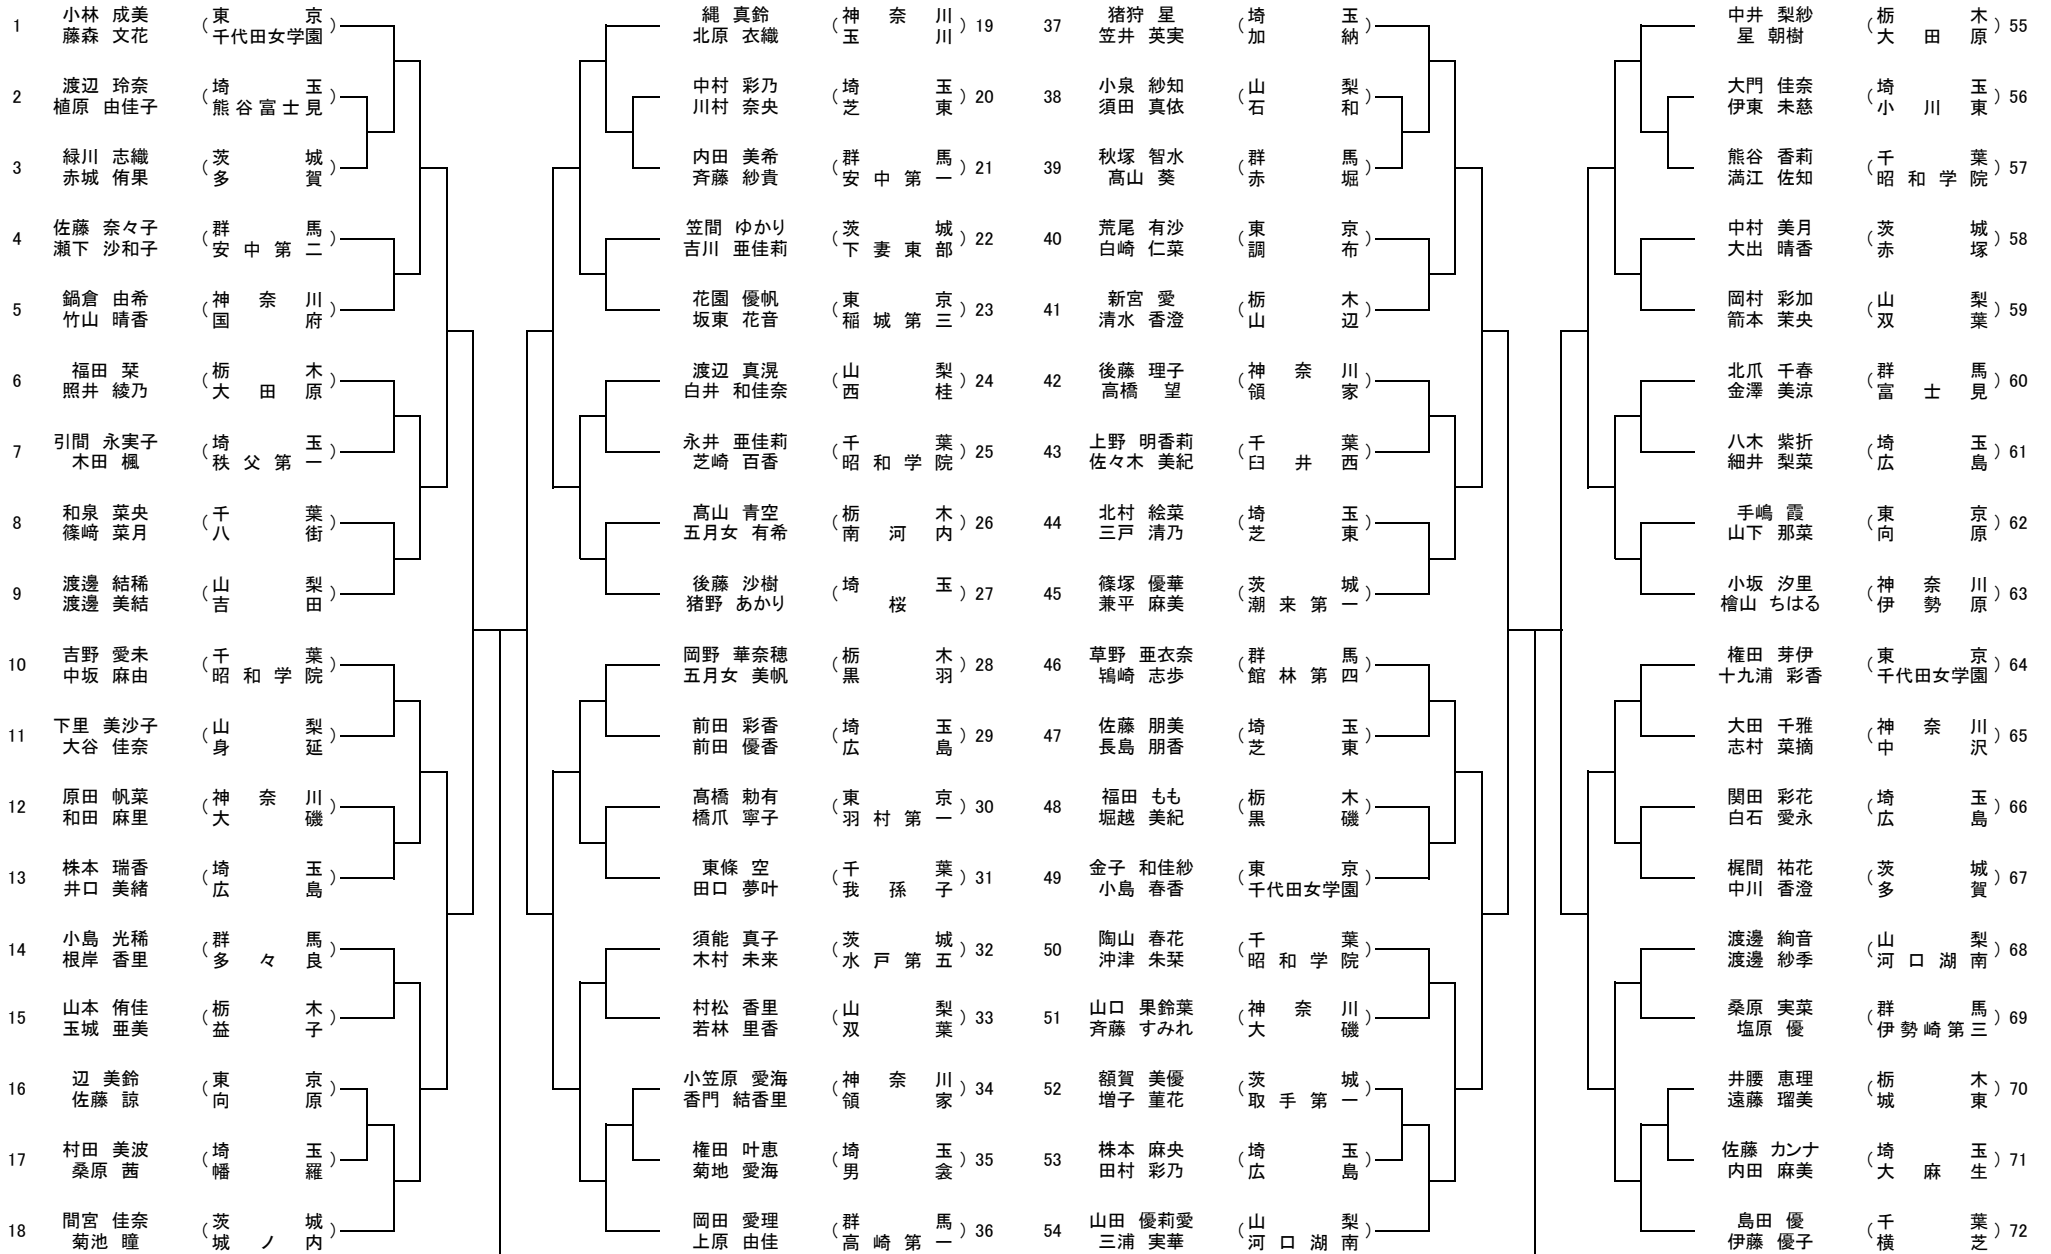 1 小林 成美 藤森 文花 (東京 千代田女学園)
2 渡辺 玲奈 植原 由佳子 (埼玉 熊谷富士見)
3 緑川 志織 赤城 侑果 (茨城 多賀)
4 佐藤 奈々子 瀬下 沙和子 (群馬 安中第二)
5 鍋倉 由希 竹山 晴香 (神奈川 国府)
6 福田 栞 照井 綾乃 (栃木 大田原)
7 引間 永実子 木田 楓 (埼玉 秩父第一)
8 和泉 菜央 篠﨑 菜月 (千葉 八街)
9 渡邊 結稀 渡邊 美結 (山梨 吉田)
10 吉野 愛未 中坂 麻由 (千葉 昭和学院)
11 下里 美沙子 大谷 佳奈 (山梨 身延)
12 原田 帆菜 和田 麻里 (神奈川 大磯)
13 株本 瑞香 井口 美緒 (埼玉 広島)
14 小島 光稀 根岸 香里 (群馬 多々良)
15 山本 侑佳 玉城 亜美 (栃木 益子)
16 辺 美鈴 佐藤 諒 (東京 向原)
17 村田 美波 桑原 茜 (埼玉 幡羅)
18 間宮 佳奈 菊池 瞳 (茨城 城ノ内)
縄 真鈴 北原 衣織 (神奈川 玉川) 19
中村 彩乃 川村 奈央 (埼玉 芝東) 20
内田 美希 斉藤 紗貴 (群馬 安中第一) 21
笠間 ゆかり 吉川 亜佳莉 (茨城 下妻東部) 22
花園 優帆 坂東 花音 (東京 稲城第三) 23
渡辺 真滉 白井 和佳奈 (山梨 西桂) 24
永井 亜佳莉 芝崎 百香 (千葉 昭和学院) 25
髙山 青空 五月女 有希 (栃木 南河内) 26
後藤 沙樹 猪野 あかり (埼玉 桜) 27
岡野 華奈穂 五月女 美帆 (栃木 黒羽) 28
前田 彩香 前田 優香 (埼玉 広島) 29
髙橋 勅有 橋爪 寧子 (東京 羽村第一) 30
東條 空 田口 夢叶 (千葉 我孫子) 31
須能 真子 木村 未来 (茨城 水戸第五) 32
村松 香里 若林 里香 (山梨 双葉) 33
小笠原 愛海 香門 結香里 (神奈川 領家) 34
権田 叶恵 菊地 愛海 (埼玉 男衾) 35
岡田 愛理 上原 由佳 (群馬 高崎第一) 36
37 猪狩 星 笠井 英実 (埼玉 加納)
38 小泉 紗知 須田 真依 (山梨 石和)
39 秋塚 智水 髙山 葵 (群馬 赤堀)
40 荒尾 有沙 白崎 仁菜 (東京 調布)
41 新宮 愛 清水 香澄 (栃木 山辺)
42 後藤 理子 高橋 望 (神奈川 領家)
43 上野 明香莉 佐々木 美紀 (千葉 臼井西)
44 北村 絵菜 三戸 清乃 (埼玉 芝東)
45 篠塚 優華 兼平 麻美 (茨城 潮来第一)
46 草野 亜衣奈 鴇崎 志歩 (群馬 館林第四)
47 佐藤 朋美 長島 朋香 (埼玉 芝東)
48 福田 もも 堀越 美紀 (栃木 黒磯)
49 金子 和佳紗 小島 春香 (東京 千代田女学園)
50 陶山 春花 沖津 朱栞 (千葉 昭和学院)
51 山口 果鈴葉 斉藤 すみれ (神奈川 大磯)
52 額賀 美優 増子 菫花 (茨城 取手第一)
53 株本 麻央 田村 彩乃 (埼玉 広島)
54 山田 優莉愛 三浦 実華 (山梨 河口湖南)
中井 梨紗 星 朝樹 (栃木 大田原) 55
大門 佳奈 伊東 未慈 (埼玉 小川東) 56
熊谷 香莉 満江 佐知 (千葉 昭和学院) 57
中村 美月 大出 晴香 (茨城 赤塚) 58
岡村 彩加 箭本 茉央 (山梨 双葉) 59
北爪 千春 金澤 美涼 (群馬 富士見) 60
八木 紫折 細井 梨菜 (埼玉 広島) 61
手嶋 霞 山下 那菜 (東京 向原) 62
小坂 汐里 檜山 ちはる (神奈川 伊勢原) 63
権田 芽伊 十九浦 彩香 (東京 千代田女学園) 64
大田 千雅 志村 菜摘 (神奈川 中沢) 65
関田 彩花 白石 愛永 (埼玉 広島) 66
梶間 祐花 中川 香澄 (茨城 多賀) 67
渡邊 絢音 渡邊 紗季 (山梨 河口湖南) 68
桑原 実菜 塩原 優 (群馬 伊勢崎第三) 69
井腰 恵理 遠藤 瑠美 (栃木 城東) 70
佐藤 カンナ 内田 麻美 (埼玉 大麻生) 71
島田 優 伊藤 優子 (千葉 横芝) 72